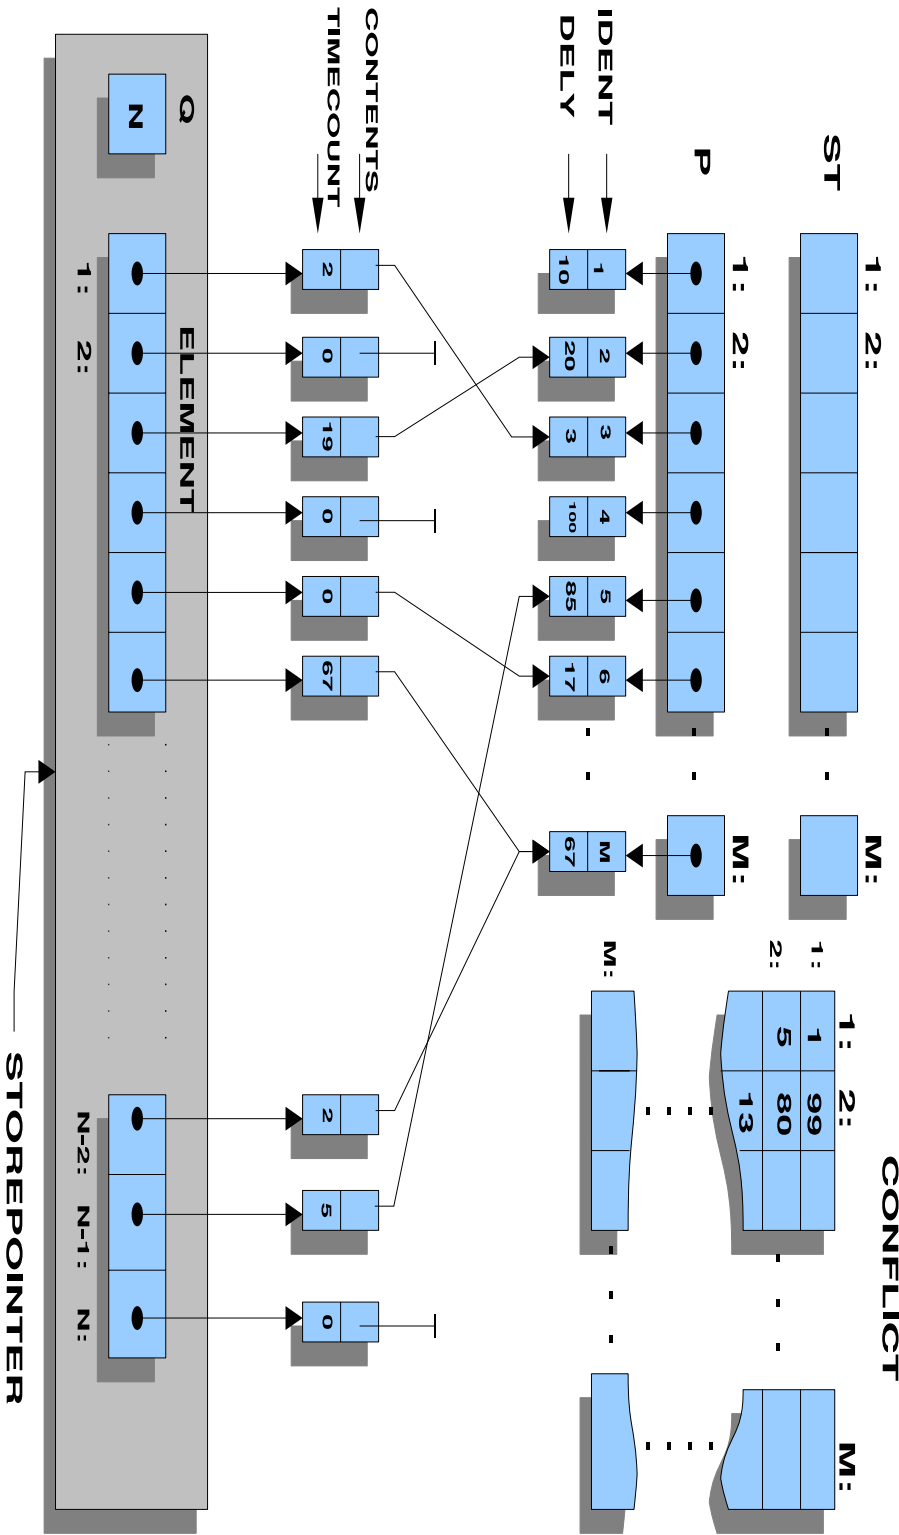 CONFLICT
1: 2: M:
1: 2: M:
ST
1: 1 99
2: 5 80
13
1: 2: M:
P
M:
IDENT 1 2 3 4 5 6 M
DELY 10 20 3 100 85 17 67
CONTENTS
TIMECOUNT 2 0 19 0 0 67 2 5 0
Q ELEMENT
N
1: 2: N-2: N-1: N:
STOREPOINTER